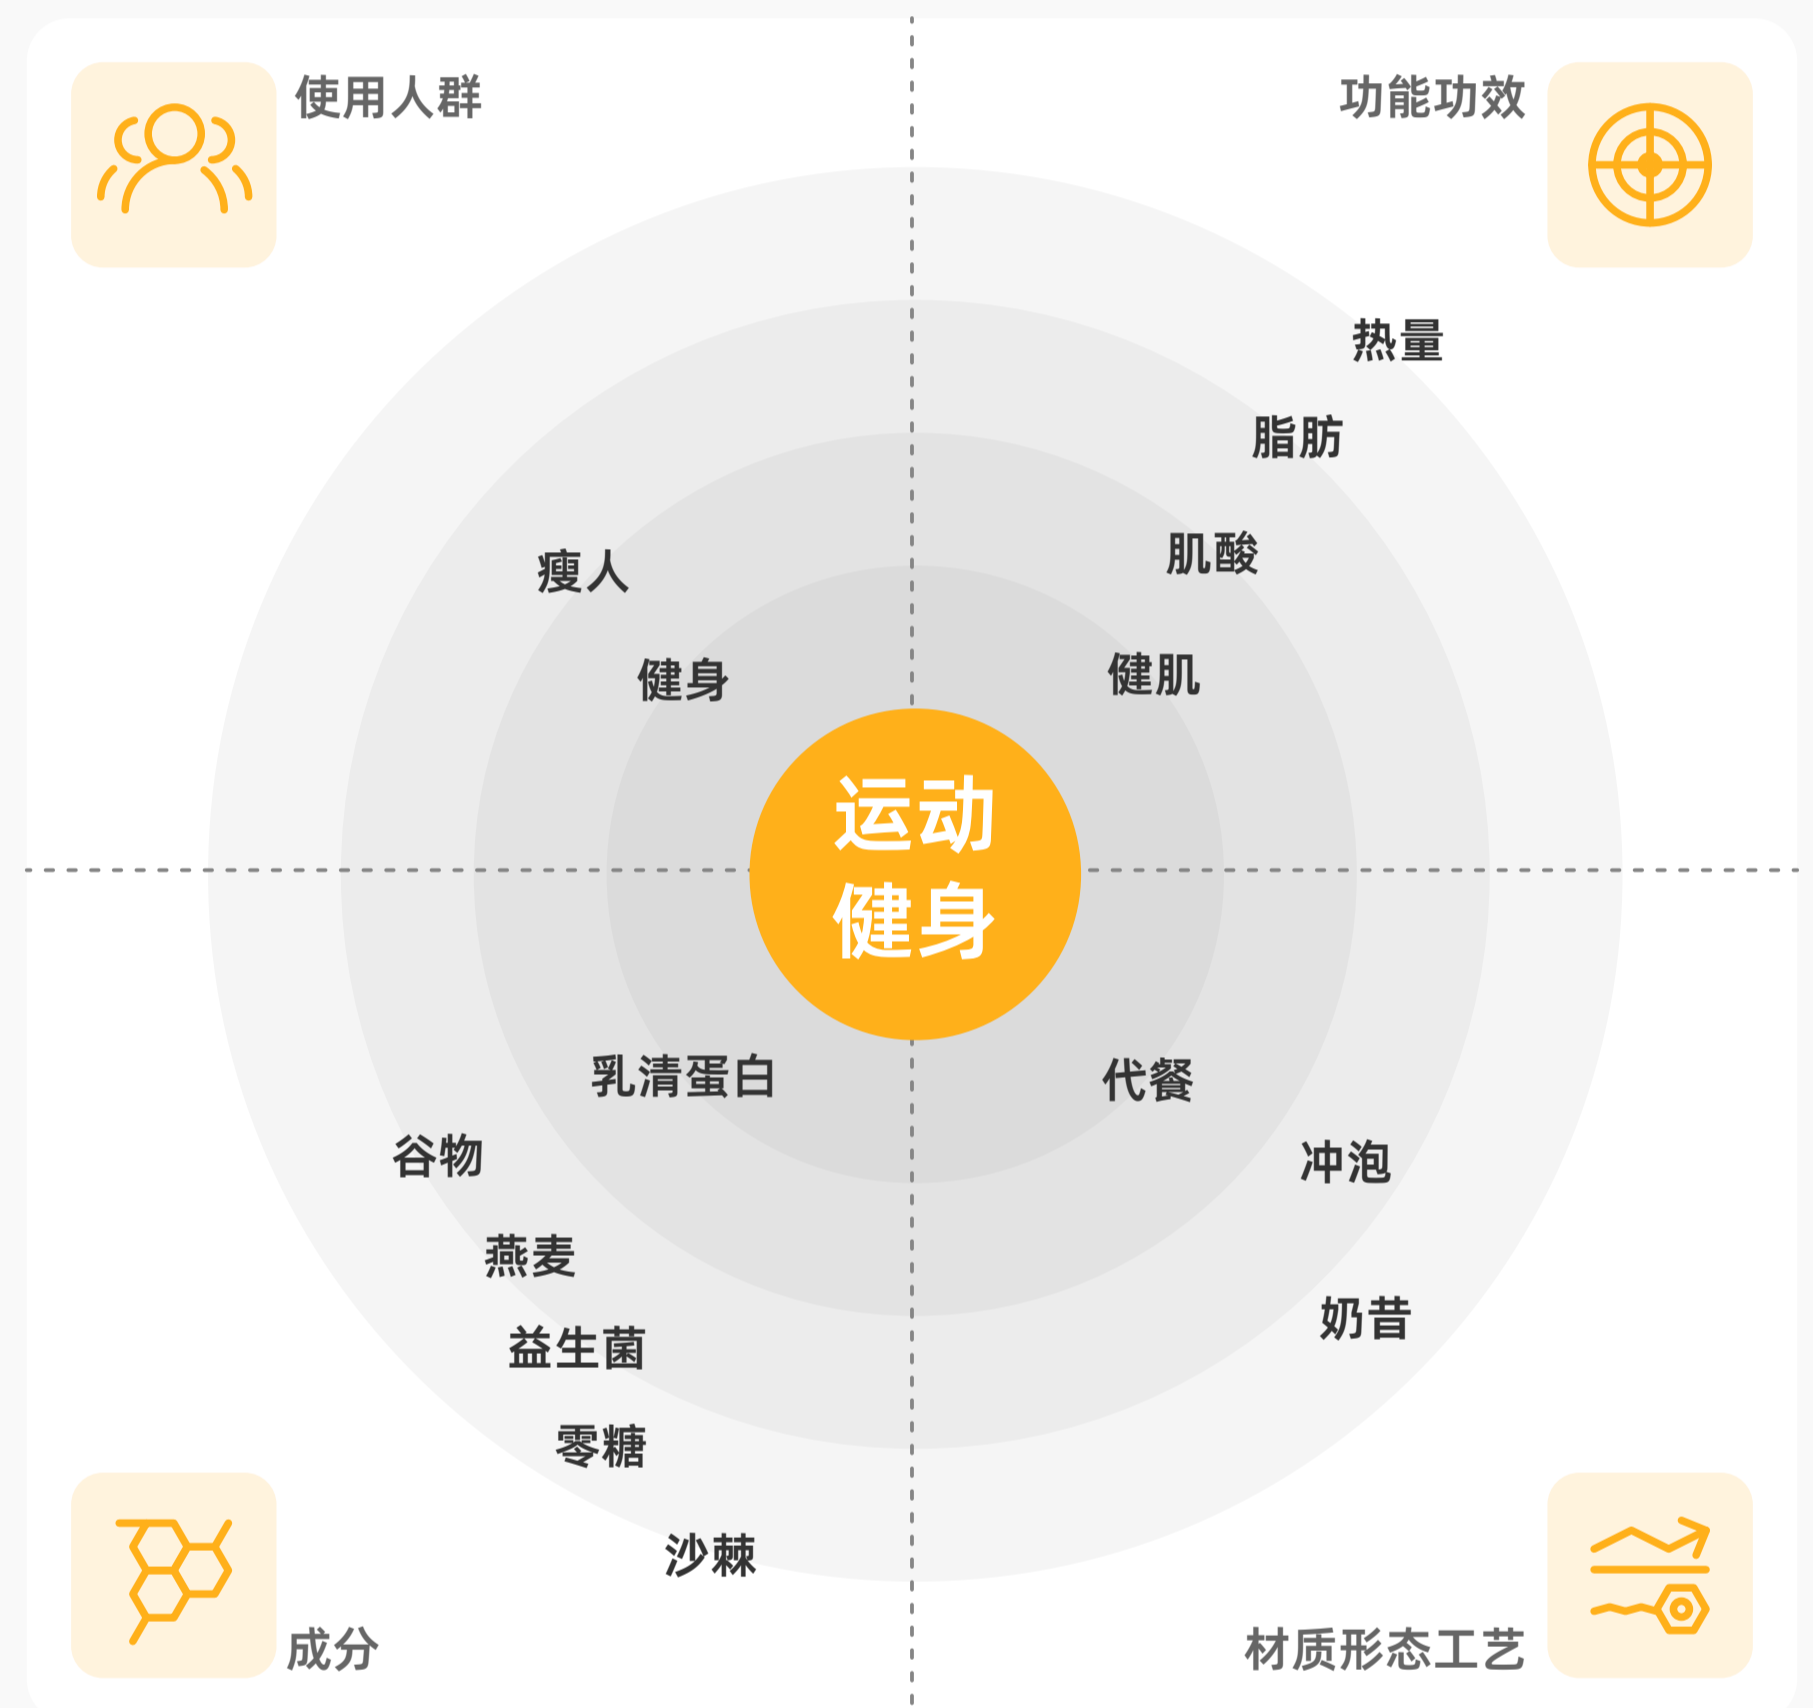 使用人群
功能功效
热量
脂肪
肌酸
瘦人
健肌
健身
运动
健身
乳清蛋白
代餐
谷物
冲泡
燕麦
奶昔
益生菌
零糖
沙棘
成分
材质形态工艺